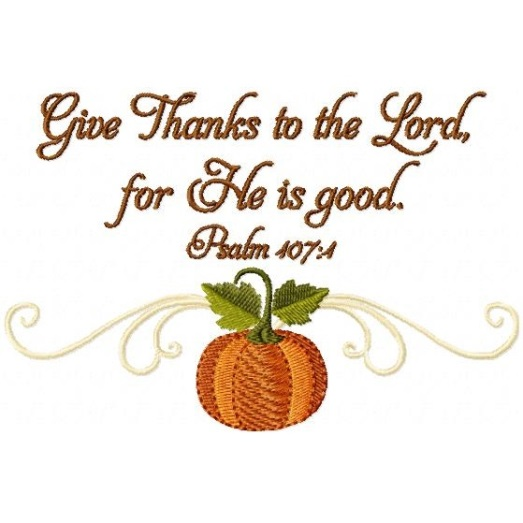 Give Thanks to the Lord,
for He is good.
Psalm 107:1